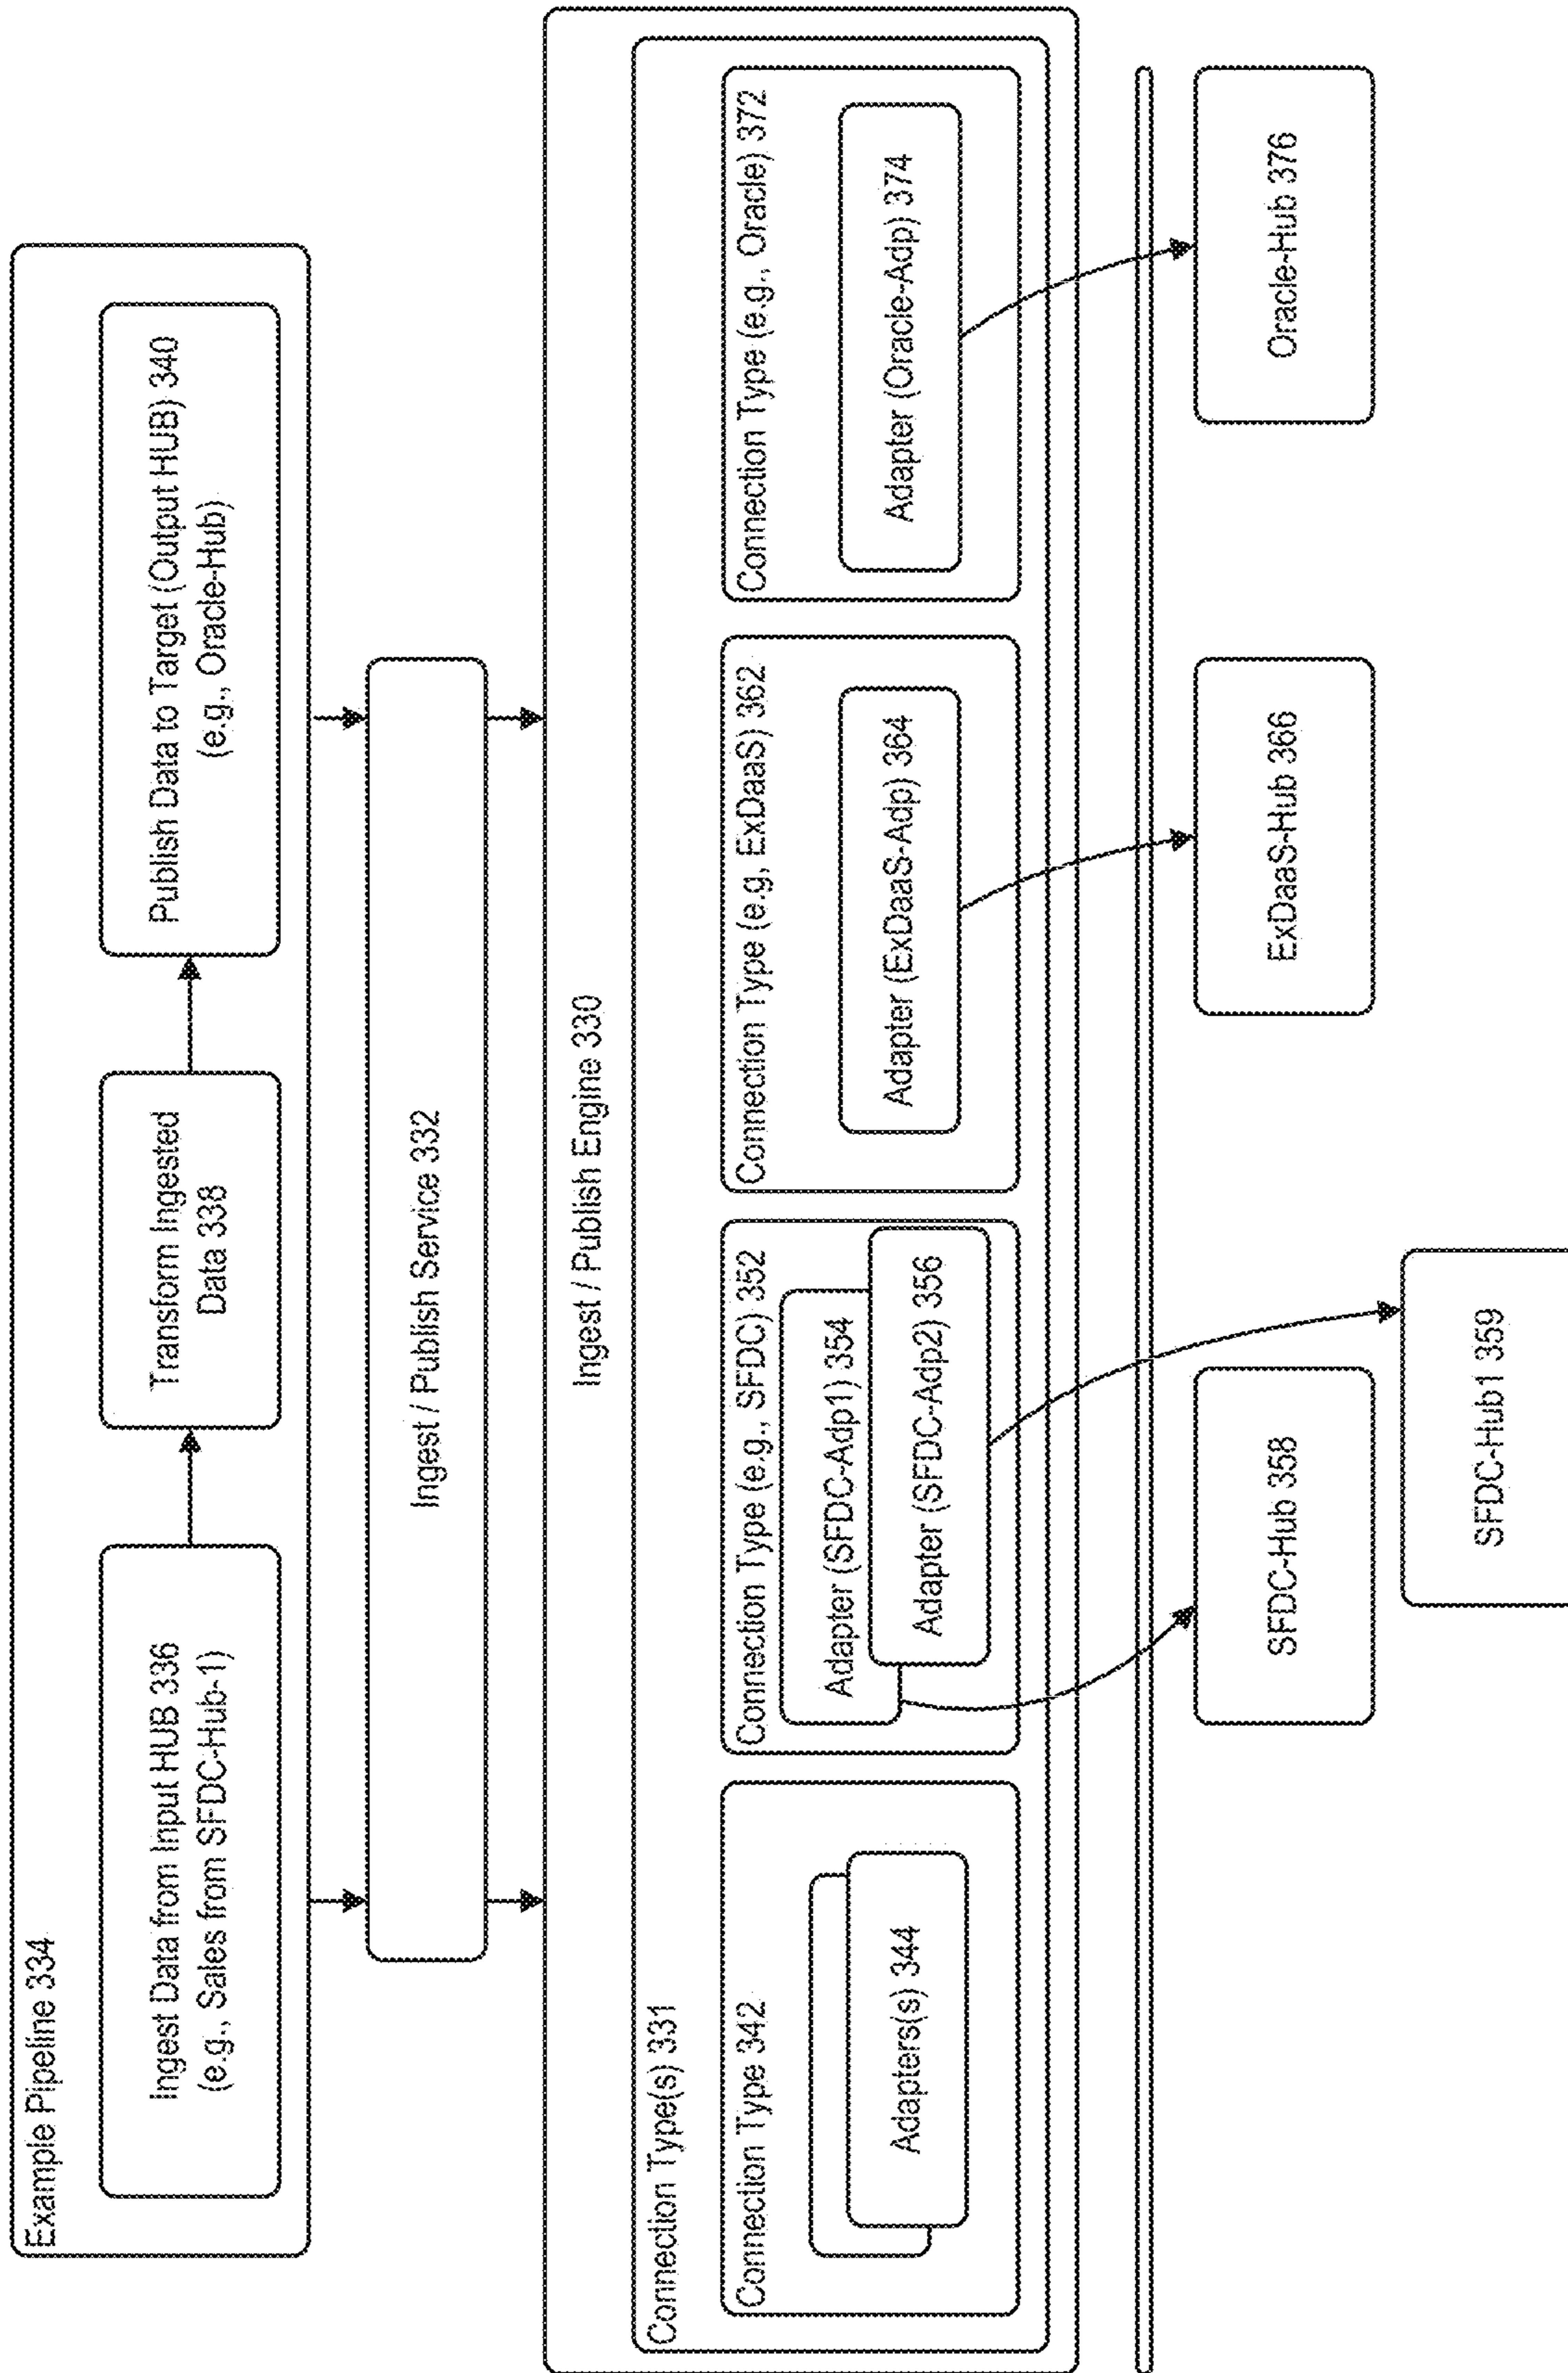 Example Pipeline 334
Ingest Data from Input HUB 336
(e.g., Sales from SFDC-Hub-1)
Transform Ingested
Data 338
Publish Data to Target (Output HUB) 340
(e.g., Oracle-Hub)
Ingest / Publish Service 332
Ingest / Publish Engine 330
Connection Type(s) 331
Connection Type 342
Adapters(s) 344
Connection Type (e.g., SFDC) 352
Adapter (SFDC-Adp1) 354
Adapter (SFDC-Adp2) 356
Connection Type (e.g, ExDaaS) 362
Adapter (ExDaaS-Adp) 364
Connection Type (e.g., Oracle) 372
Adapter (Oracle-Adp) 374
SFDC-Hub 358
SFDC-Hub1 359
ExDaaS-Hub 366
Oracle-Hub 376